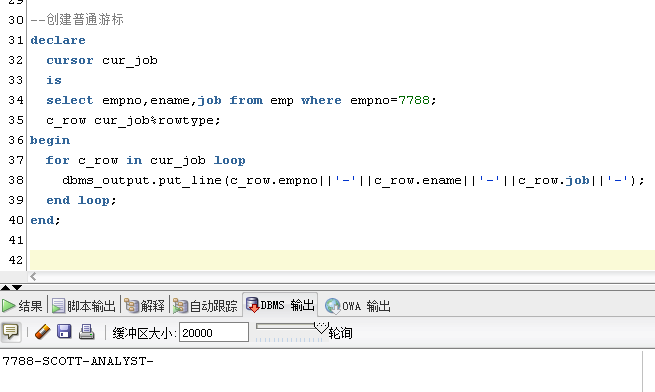 30 --创建普通游标
31 declare
32 cursor cur_job
33 is
34 select empno,ename,job from emp where empno=7788;
35 c_row cur_job%rowtype;
36 begin
37 for c_row in cur_job loop
38 dbms_output.put_line(c_row.empno||'-'||c_row.ename||'-'||c_row.job||'-');
39 end loop;
40 end;
41
42
结果 脚本输出 解释 自动跟踪 DBMS 输出 OWA 输出
缓冲区大小: 20000 轮询
7788-SCOTT-ANALYST-